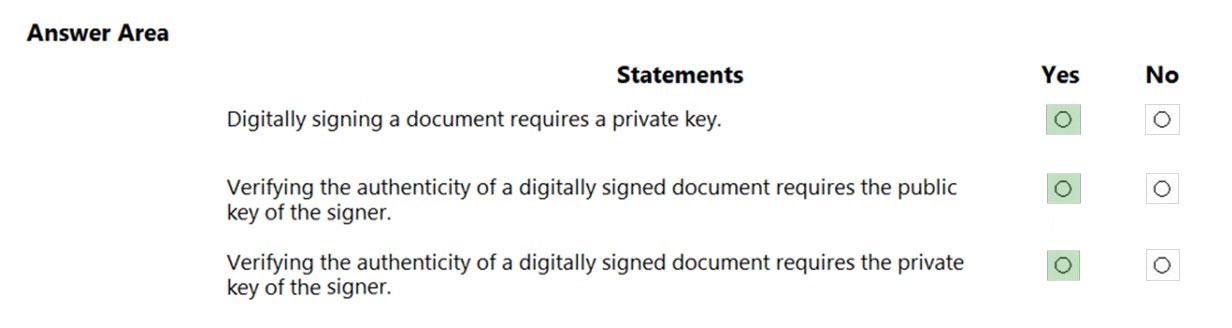 Answer Area
Statements Yes No
Digitally signing a document requires a private key.
Verifying the authenticity of a digitally signed document requires the public
key of the signer.
Verifying the authenticity of a digitally signed document requires the private
key of the signer.